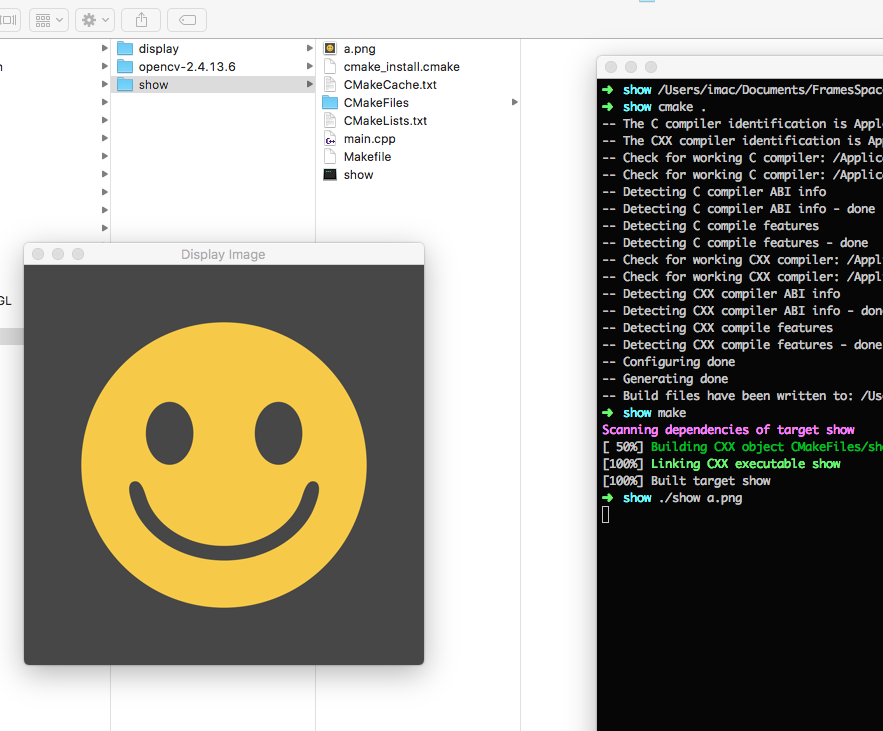 display
opencv-2.4.13.6
show
a.png
cmake_install.cmake
CMakeCache.txt
CMakeFiles
CMakeLists.txt
main.cpp
Makefile
show
GL
Display Image
➜ show /Users/imac/Documents/FramesSpac
➜ show cmake .
-- The C compiler identification is Appl
-- The CXX compiler identification is Ap
-- Check for working C compiler: /Applic
-- Check for working C compiler: /Applic
-- Detecting C compiler ABI info
-- Detecting C compiler ABI info - done
-- Detecting C compile features
-- Detecting C compile features - done
-- Check for working CXX compiler: /Appl
-- Check for working CXX compiler: /Appl
-- Detecting CXX compiler ABI info
-- Detecting CXX compiler ABI info - don
-- Detecting CXX compile features
-- Detecting CXX compile features - done
-- Configuring done
-- Generating done
-- Build files have been written to: /Us
➜ show make
Scanning dependencies of target show
[ 50%] Building CXX object CMakeFiles/sh
[100%] Linking CXX executable show
[100%] Built target show
➜ show ./show a.png